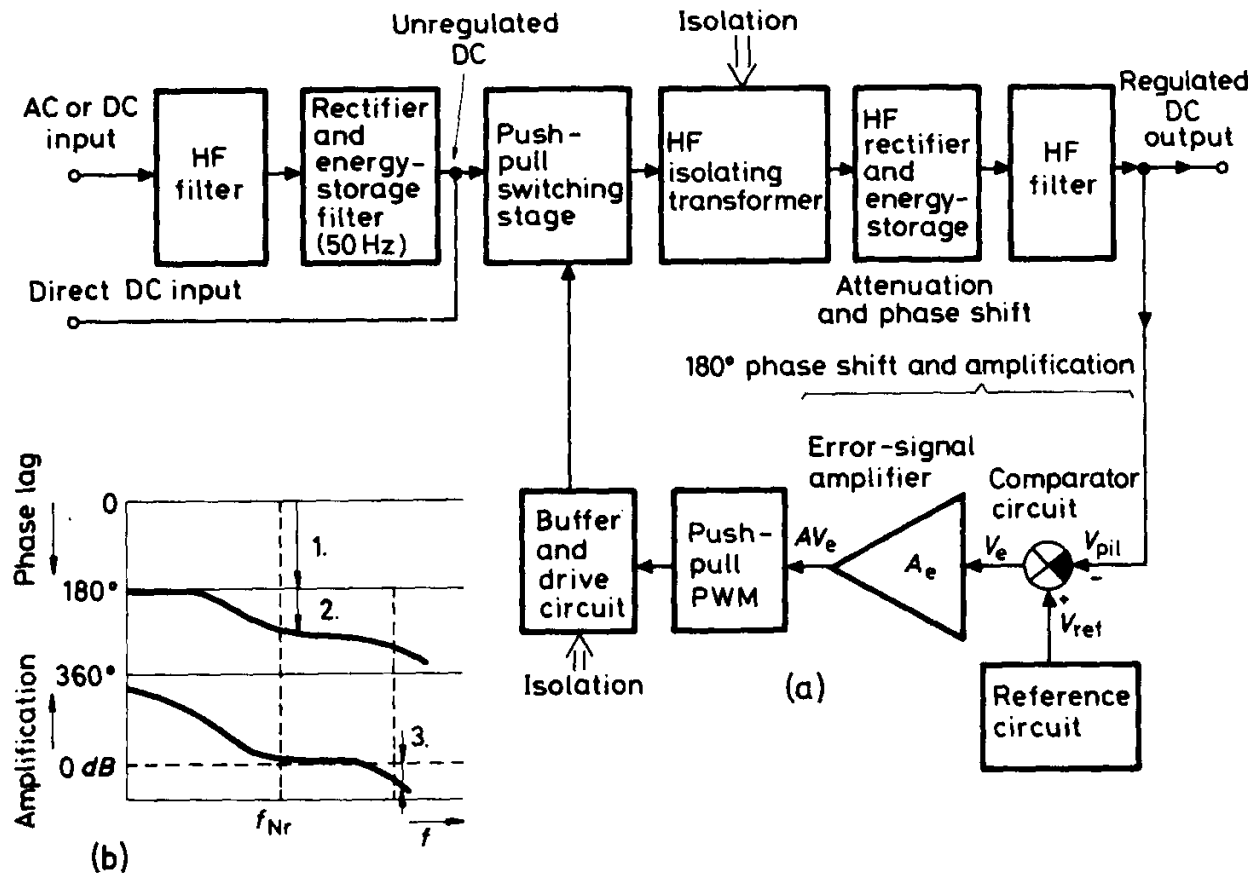 Unregulated
DC
Isolation
Regulated
DC
output
AC or DC
input
HF
filter
Rectifier
and
energy-
storage
filter
(50 Hz)
Push-
pull
switching
stage
HF
isolating
transformer
HF
rectifier
and
energy-
storage
HF
filter
Direct DC input
Attenuation
and phase shift
180° phase shift and amplification
Error-signal
amplifier
Comparator
circuit
Buffer
and
drive
circuit
Push-
pull
PWM
AVe
Ae
Ve
Vpil
-
+
Vref
Isolation
(a)
Reference
circuit
Phase lag
0
1.
180°
2.
360°
Amplification
3.
0 dB
fNr
f
(b)